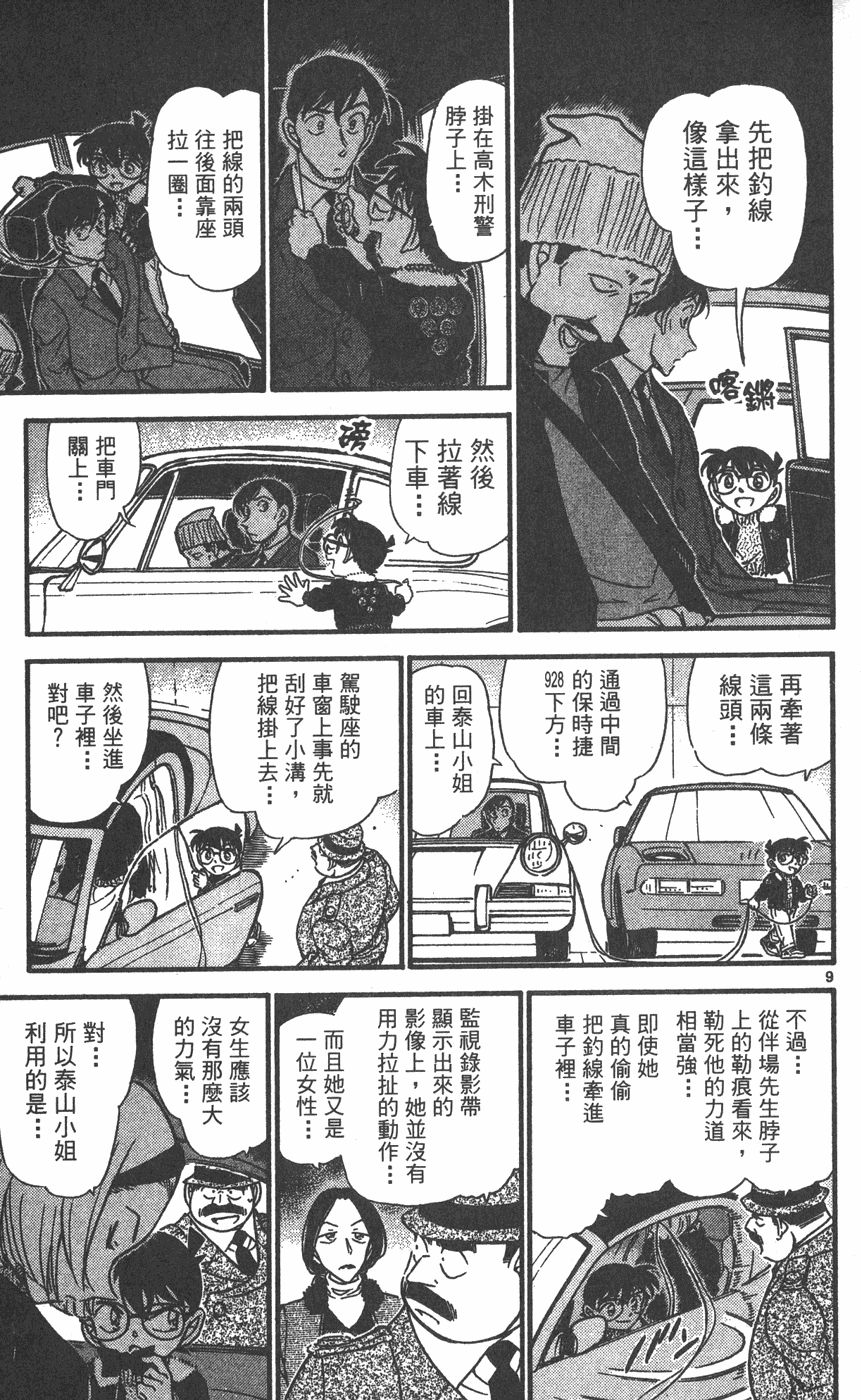 先把釣線
拿出來，
像這樣子…
喀鏘
掛在高木刑警
脖子上…
把線的兩頭
往後面靠座
拉一圈…
然後
拉著線
下車…
磅
把車門
關上…
再牽著
這兩條
線頭…
通過中間
的保時捷
928下方…
回泰山小姐
的車上…
駕駛座的
車窗上事先就
刮好了小溝，
把線掛上去…
然後坐進
車子裡…
對吧？
9
不過…
從伴場先生脖子
上的勒痕看來，
勒死他的力道
相當強…
即使她
真的偷偷
把釣線牽進
車子裡…
監視錄影帶
顯示出來的
影像上，她並沒有
用力拉扯的動作…
而且她又是
一位女性…
女生應該
沒有那麼大
的力氣…
對…
所以泰山小姐
利用的是…